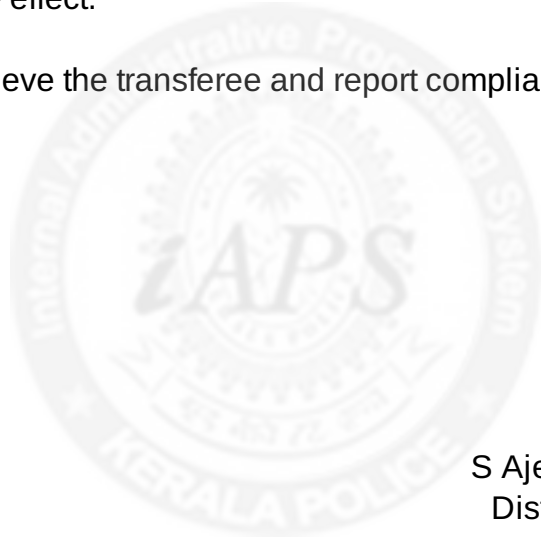 effect.
eve the transferee and report complia
Internal Administrative Processing System
iAPS
KERALA POLICE
S Aje
Dis